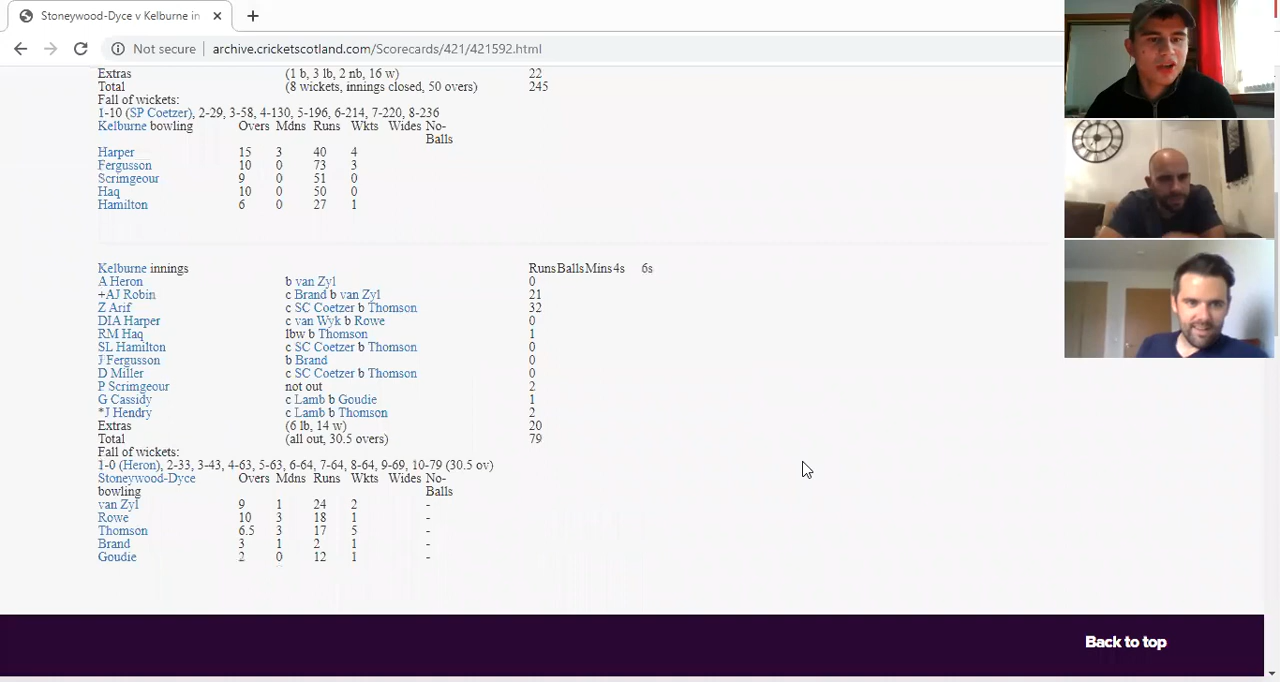 Stoneywood-Dyce v Kelburne in
Not secure archive.cricketscotland.com/Scorecards/421/421592.html
Extras (1 b, 3 lb, 2 nb, 16 w) 22
Total (8 wickets, innings closed, 50 overs) 245
Fall of wickets:
1-10 (SP Coetzer), 2-29, 3-58, 4-130, 5-196, 6-214, 7-220, 8-236
Kelburne bowling Overs Mdns Runs Wkts Wides No-
Balls
Harper 15 3 40 4
Fergusson 10 0 73 3
Scrimgeour 9 0 51 0
Haq 10 0 50 0
Hamilton 6 0 27 1
Kelburne innings RunsBallsMins4s 6s
A Heron b van Zyl 0
+AJ Robin c Brand b van Zyl 21
Z Arif c SC Coetzer b Thomson 32
DIA Harper c van Wyk b Rowe 0
RM Haq lbw b Thomson 1
SL Hamilton c SC Coetzer b Thomson 0
J Fergusson b Brand 0
D Miller c SC Coetzer b Thomson 0
P Scrimgeour not out 2
G Cassidy c Lamb b Goudie 1
*J Hendry c Lamb b Thomson 2
Extras (6 lb, 14 w) 20
Total (all out, 30.5 overs) 79
Fall of wickets:
1-0 (Heron), 2-33, 3-43, 4-63, 5-63, 6-64, 7-64, 8-64, 9-69, 10-79 (30.5 ov)
Stoneywood-Dyce Overs Mdns Runs Wkts Wides No-
bowling Balls
van Zyl 9 1 24 2 -
Rowe 10 3 18 1 -
Thomson 6.5 3 17 5 -
Brand 3 1 2 1 -
Goudie 2 0 12 1 -
Back to top